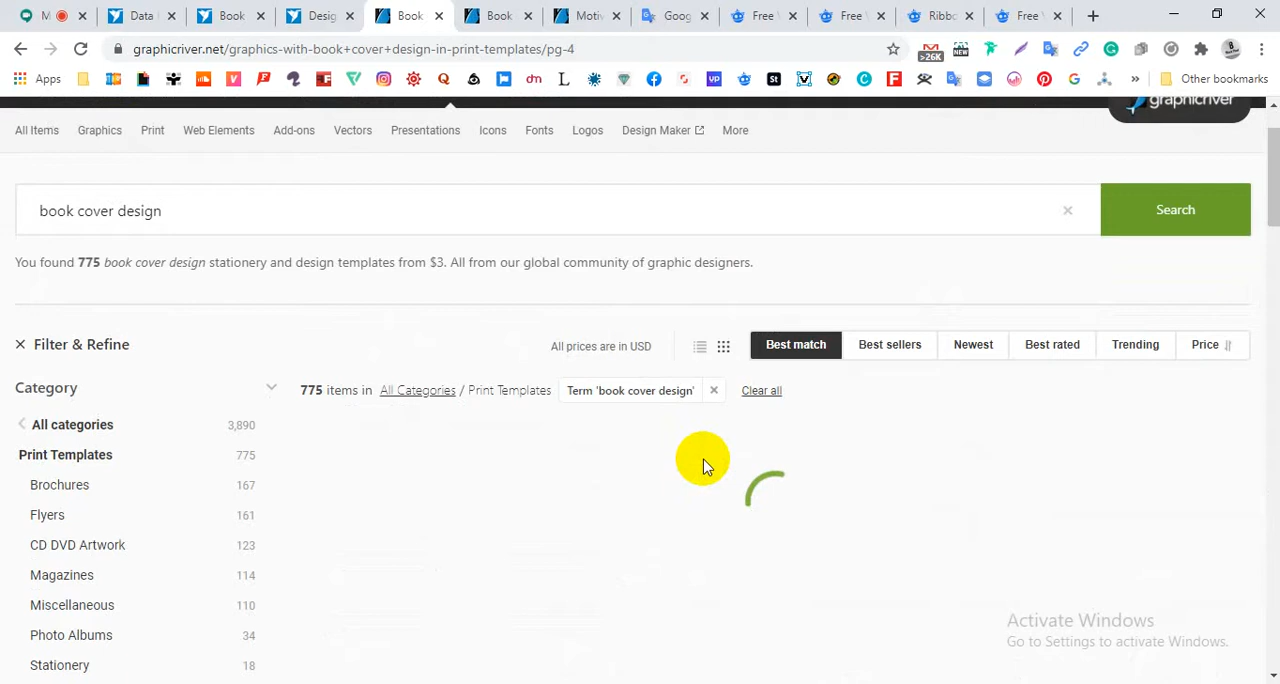 M
Data
Book
Desig
Book
Book
Motiv
Goog
Free V
Free V
Ribbo
Free V
graphicriver.net/graphics-with-book+cover+design-in-print-templates/pg-4
>26K
NEW
Apps
dm
L
UP
St
Other bookmarks
graphicriver
All Items
Graphics
Print
Web Elements
Add-ons
Vectors
Presentations
Icons
Fonts
Logos
Design Maker
More
book cover design
Search
You found 775 book cover design stationery and design templates from $3. All from our global community of graphic designers.
Filter & Refine
All prices are in USD
Best match
Best sellers
Newest
Best rated
Trending
Price
Category
775 items in All Categories / Print Templates
Term 'book cover design'
Clear all
All categories 3,890
Print Templates 775
Brochures 167
Flyers 161
CD DVD Artwork 123
Magazines 114
Miscellaneous 110
Photo Albums 34
Stationery 18
Activate Windows
Go to Settings to activate Windows.